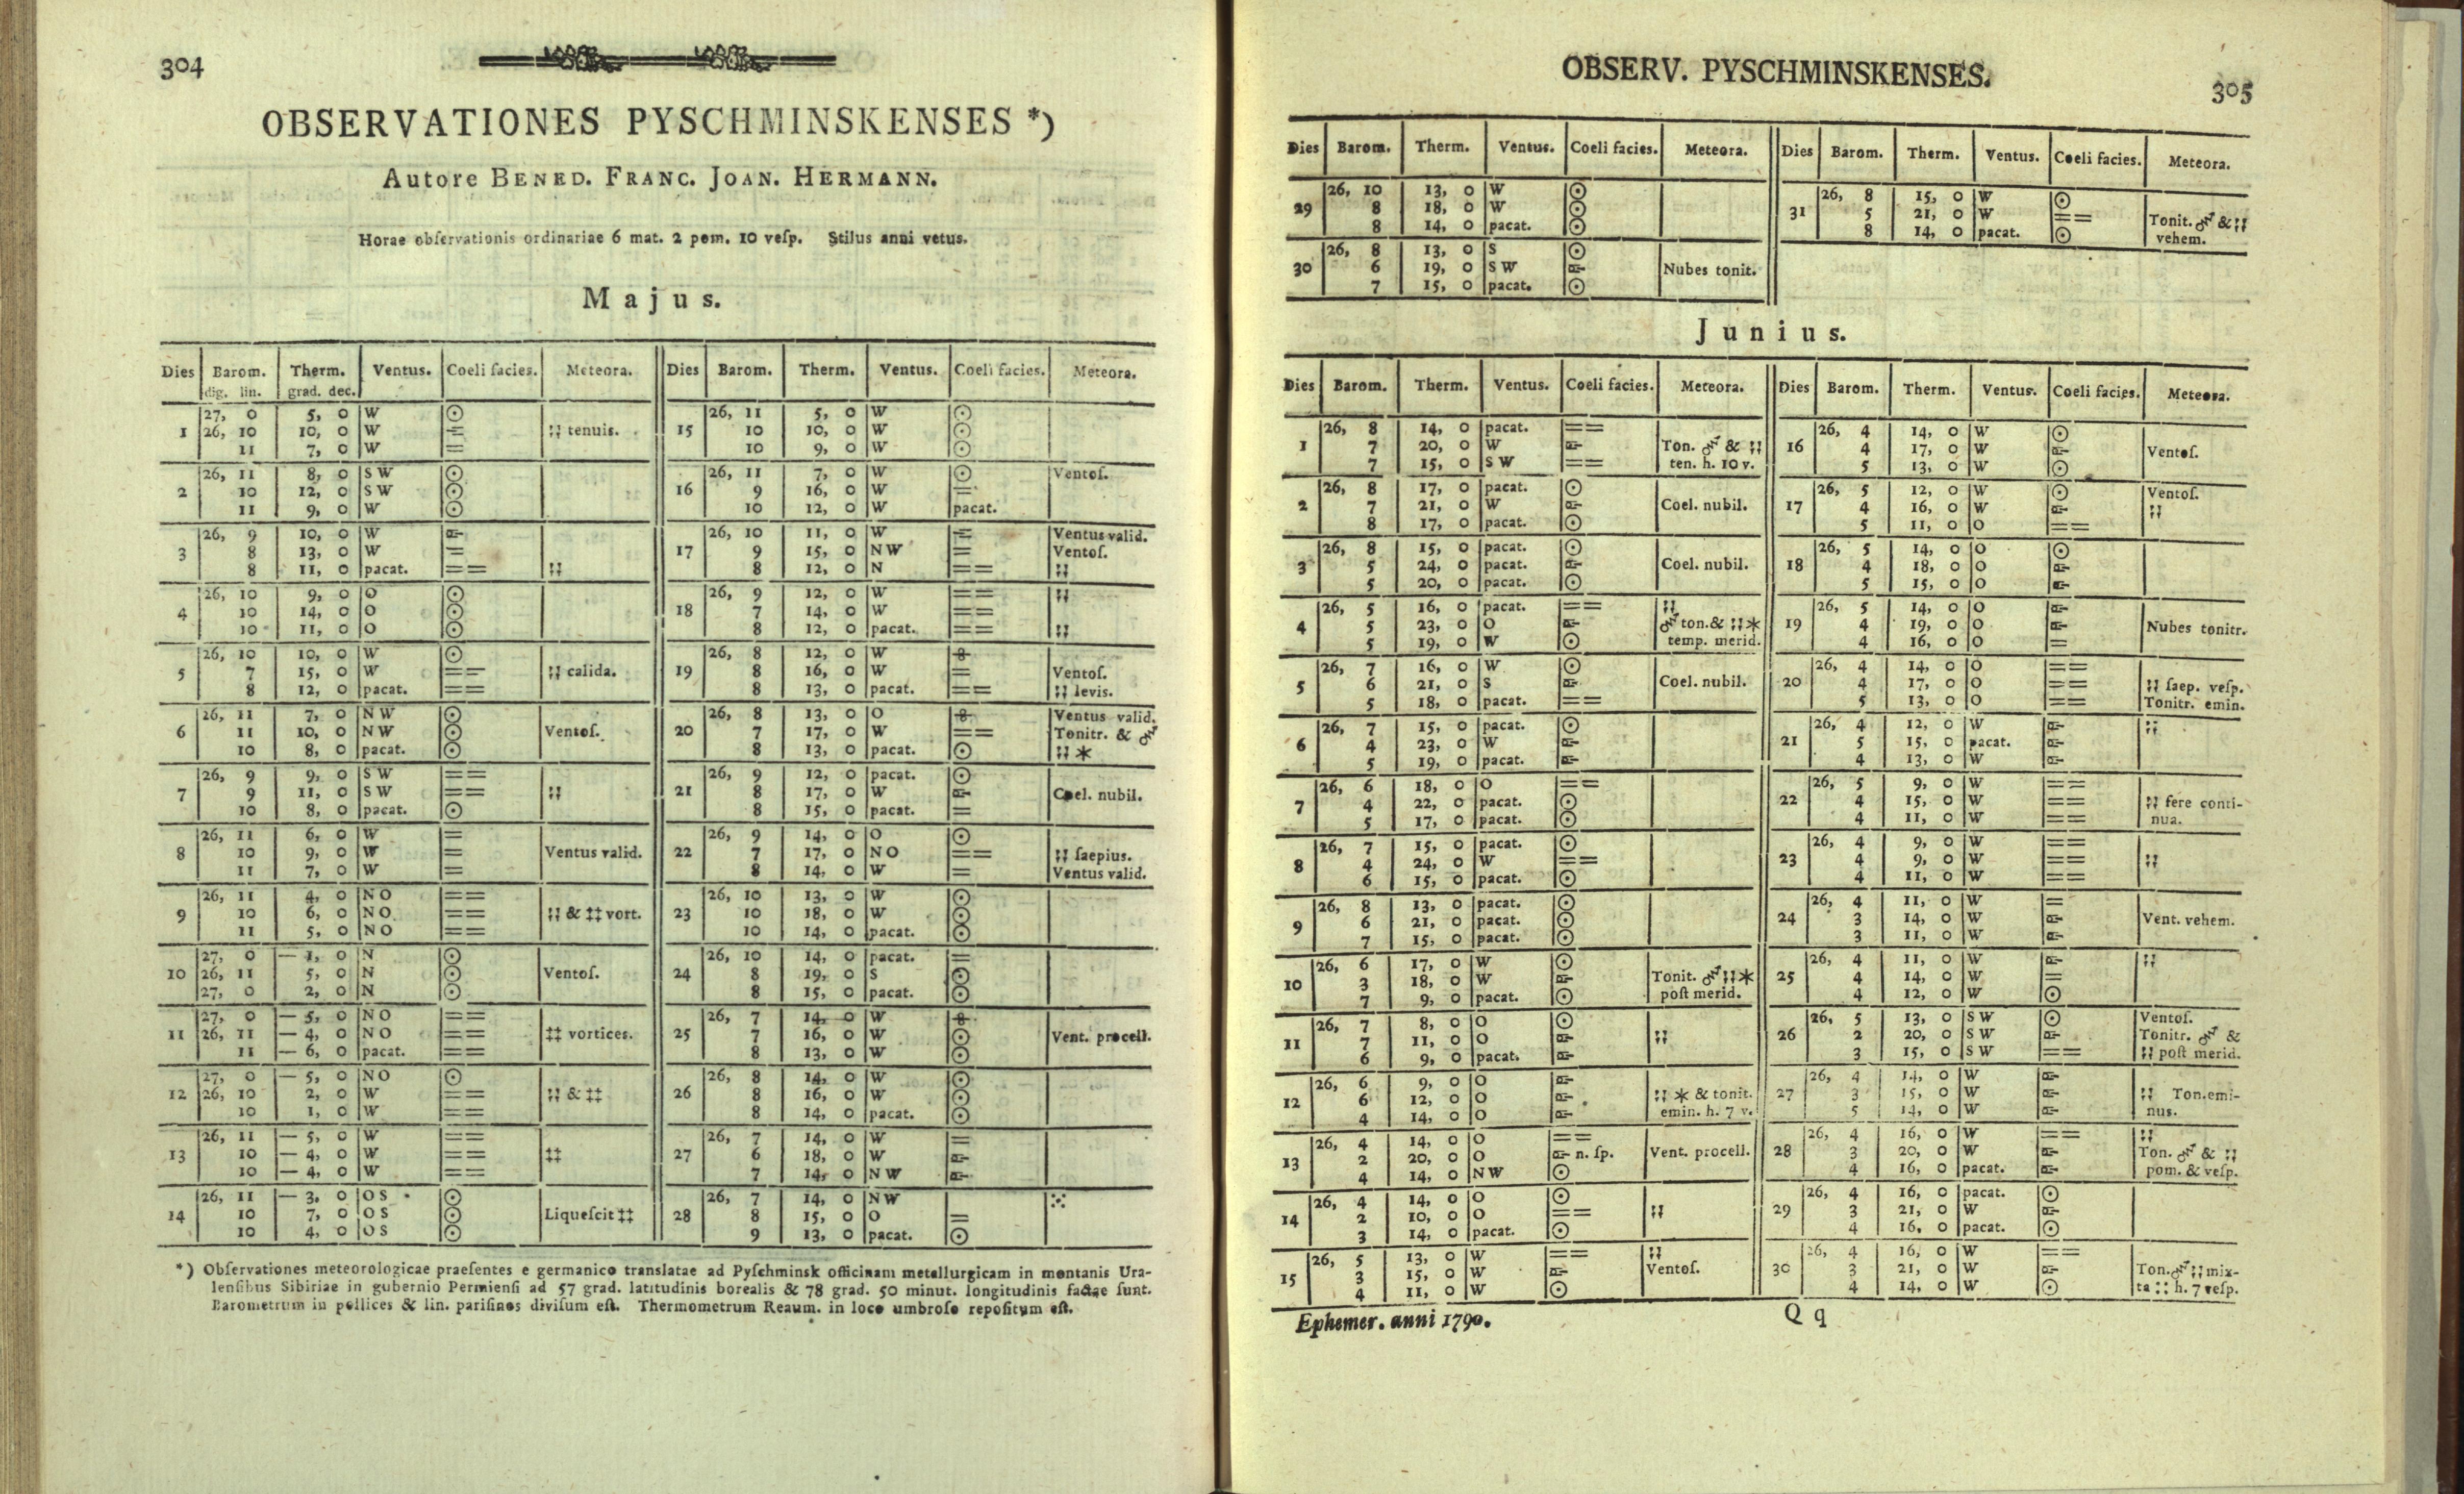 304
OBSERVATIONES PYSCHMINSKENSES *)
Autore BENED. FRANC. JOAN. HERMANN.
Horae obſervationis ordinariae 6 mat. 2 pom. 10 veſp. Stilus anni vetus.
Majus.
Dies Barom. Therm. Ventus. Coeli facies. Meteora.
dig. lin. grad. dec.
27, 0 5, 0 W ⊙
1 26, 10 10, 0 W :: tenuis.
11 7, 0 W =
26, 11 8, 0 S W ⊙
2 10 12, 0 S W ⊙
11 9, 0 W ⊙
26, 9 10, 0 W
3 8 13, 0 W =
8 11, 0 pacat. == ::
26, 10 9, 0 O ⊙
4 10 14, 0 O ⊙
10 11, 0 O ⊙
26, 10 10, 0 W ⊙
5 7 15, 0 W == :: calida.
8 12, 0 pacat. ==
26, 11 7, 0 N W ⊙
6 11 10, 0 N W ⊙ Ventoſ.
10 8, 0 pacat. ⊙
26, 9 9, 0 S W ==
7 9 11, 0 S W == ::
10 8, 0 pacat. ⊙
26, 11 6, 0 W =
8 10 9, 0 W = Ventus valid.
11 7, 0 W =
26, 11 4, 0 N O ==
9 10 6, 0 N O == :: & ‡‡ vort.
11 5, 0 N O ==
27, 0 — 1, 0 N ⊙
10 26, 11 5, 0 N ⊙ Ventoſ.
27, 0 2, 0 N ⊙
27, 0 — 5, 0 N O ==
11 26, 11 — 4, 0 N O == ‡‡ vortices.
11 — 6, 0 pacat. ==
27, 0 — 5, 0 N O ⊙
12 26, 10 2, 0 W == :: & ‡‡
10 1, 0 W ==
26, 11 — 5, 0 W ==
13 10 — 4, 0 W == ‡‡
10 — 4, 0 W ==
26, 11 — 3, 0 O S ⊙
14 10 7, 0 O S ⊙ Liqueſcit ‡‡
10 4, 0 O S ⊙
Dies Barom. Therm. Ventus. Coeli facies. Meteora.
26, 11 5, 0 W ⊙
15 10 10, 0 W ⊙
10 9, 0 W ⊙
26, 11 7, 0 W ⊙ Ventoſ.
16 9 16, 0 W =
10 12, 0 W pacat.
26, 10 11, 0 W Ventus valid.
17 9 15, 0 N W = Ventoſ.
8 12, 0 N == ::
26, 9 12, 0 W == ::
18 7 14, 0 W ==
8 12, 0 pacat. == ::
26, 8 12, 0 W
19 8 16, 0 W = Ventoſ.
8 13, 0 pacat. == :: levis.
26, 8 13, 0 O Ventus valid.
20 7 17, 0 W == Tonitr. &
8 13, 0 pacat. ⊙ :: *
26, 9 12, 0 pacat. ⊙
21 8 17, 0 W Coel. nubil.
8 15, 0 pacat. =
26, 9 14, 0 O ⊙
22 7 17, 0 N O == :: ſaepius.
8 14, 0 W = Ventus valid.
26, 10 13, 0 W ⊙
23 10 18, 0 W ⊙
10 14, 0 pacat. ⊙
26, 10 14, 0 pacat. =
24 8 19, 0 S ⊙
8 15, 0 pacat. ⊙
26, 7 14, 0 W
25 7 16, 0 W ⊙ Vent. procell.
8 13, 0 W ⊙
26, 8 14, 0 W ⊙
26 8 16, 0 W ⊙
8 14, 0 pacat. ⊙
26, 7 14, 0 W =
27 6 18, 0 W
7 14, 0 N W
26, 7 14, 0 N W
28 8 15, 0 O =
9 13, 0 pacat. ⊙
*) Obſervationes meteorologicae praeſentes e germanico translatae ad Pyſchminsk officinam metallurgicam in montanis Ura-
lenſibus Sibiriae in gubernio Permienſi ad 57 grad. latitudinis borealis & 78 grad. 50 minut. longitudinis factae ſunt.
Barometrum in pollices & lin. pariſinos diviſum eſt. Thermometrum Reaum. in loco umbroſo repoſitum eſt.
OBSERV. PYSCHMINSKENSES.
305
Dies Barom. Therm. Ventus. Coeli facies. Meteora.
26, 10 13, 0 W ⊙
29 8 18, 0 W ⊙
8 14, 0 pacat. ⊙
26, 8 13, 0 S ⊙
30 6 19, 0 S W Nubes tonit.
7 15, 0 pacat. ⊙
Dies Barom. Therm. Ventus. Coeli facies. Meteora.
26, 8 15, 0 W ⊙
31 5 21, 0 W == Tonit. & ::
8 14, 0 pacat. ⊙ vehem.
Junius.
Dies Barom. Therm. Ventus. Coeli facies. Meteora.
26, 8 14, 0 pacat. ==
1 7 20, 0 W Ton. & ::
7 15, 0 S W == ten. h. 10 v.
26, 8 17, 0 pacat. ⊙
2 7 21, 0 W Coel. nubil.
8 17, 0 pacat. ⊙
26, 8 15, 0 pacat. ⊙
3 5 24, 0 pacat. Coel. nubil.
5 20, 0 pacat. ⊙
26, 5 16, 0 pacat. == ::
4 5 23, 0 O ton. & :: *
5 19, 0 W ⊙ temp. merid.
26, 7 16, 0 W ⊙
5 6 21, 0 S Coel. nubil.
5 18, 0 pacat. ==
26, 7 15, 0 pacat. ⊙
6 4 23, 0 W
5 19, 0 pacat.
26, 6 18, 0 O ==
7 4 22, 0 pacat. ⊙
5 17, 0 pacat. ⊙
26, 7 15, 0 pacat. ⊙
8 4 24, 0 W ==
6 15, 0 pacat. ⊙
26, 8 13, 0 pacat. ⊙
9 6 21, 0 pacat. ⊙
7 15, 0 pacat. ⊙
26, 6 17, 0 W ⊙
10 3 18, 0 W Tonit. :: *
7 9, 0 pacat. ⊙ poſt merid.
26, 7 8, 0 O ⊙
11 7 11, 0 O ::
6 9, 0 pacat.
26, 6 9, 0 O
12 6 12, 0 O :: * & tonit.
4 14, 0 O emin. h. 7 v.
26, 4 14, 0 O ==
13 2 20, 0 O n. ſp. Vent. procell.
4 14, 0 N W ⊙
26, 4 14, 0 O ⊙
14 2 10, 0 O == ::
3 14, 0 pacat. ⊙
26, 5 13, 0 W == ::
15 3 15, 0 W Ventoſ.
4 11, 0 W ⊙
Dies Barom. Therm. Ventus. Coeli facies. Meteora.
26, 4 14, 0 W ⊙
16 4 17, 0 W Ventoſ.
5 13, 0 W ⊙
26, 5 12, 0 W ⊙ Ventoſ.
17 4 16, 0 W ::
5 11, 0 O ==
26, 5 14, 0 O ⊙
18 4 18, 0 O
5 15, 0 O
26, 5 14, 0 O
19 4 19, 0 O Nubes tonitr.
4 16, 0 O =
26, 4 14, 0 O ==
20 4 17, 0 O == :: ſaep. veſp.
5 13, 0 O == Tonitr. emin.
26, 4 12, 0 W ::
21 5 15, 0 pacat.
4 13, 0 W
26, 5 9, 0 W ==
22 4 15, 0 W == :: fere conti-
4 11, 0 W == nua.
26, 4 9, 0 W ==
23 4 9, 0 W == ::
4 11, 0 W ==
26, 4 11, 0 W =
24 3 14, 0 W Vent. vehem.
3 11, 0 W
26, 4 11, 0 W ::
25 4 14, 0 W =
4 12, 0 W ⊙
26, 5 13, 0 S W ⊙ Ventoſ.
26 2 20, 0 S W Tonitr. &
3 15, 0 S W == :: poſt merid.
26, 4 14, 0 W
27 3 15, 0 W :: Ton. emi-
5 14, 0 W nus.
26, 4 16, 0 W == ::
28 3 20, 0 W Ton. & ::
4 16, 0 pacat. pom. & veſp.
26, 4 16, 0 pacat. ⊙
29 3 21, 0 W
4 16, 0 pacat. ⊙
26, 4 16, 0 W ==
30 3 21, 0 W Ton. :: mix-
4 14, 0 W ⊙ ta :: h. 7 veſp.
Ephemer. anni 1790.
Q q